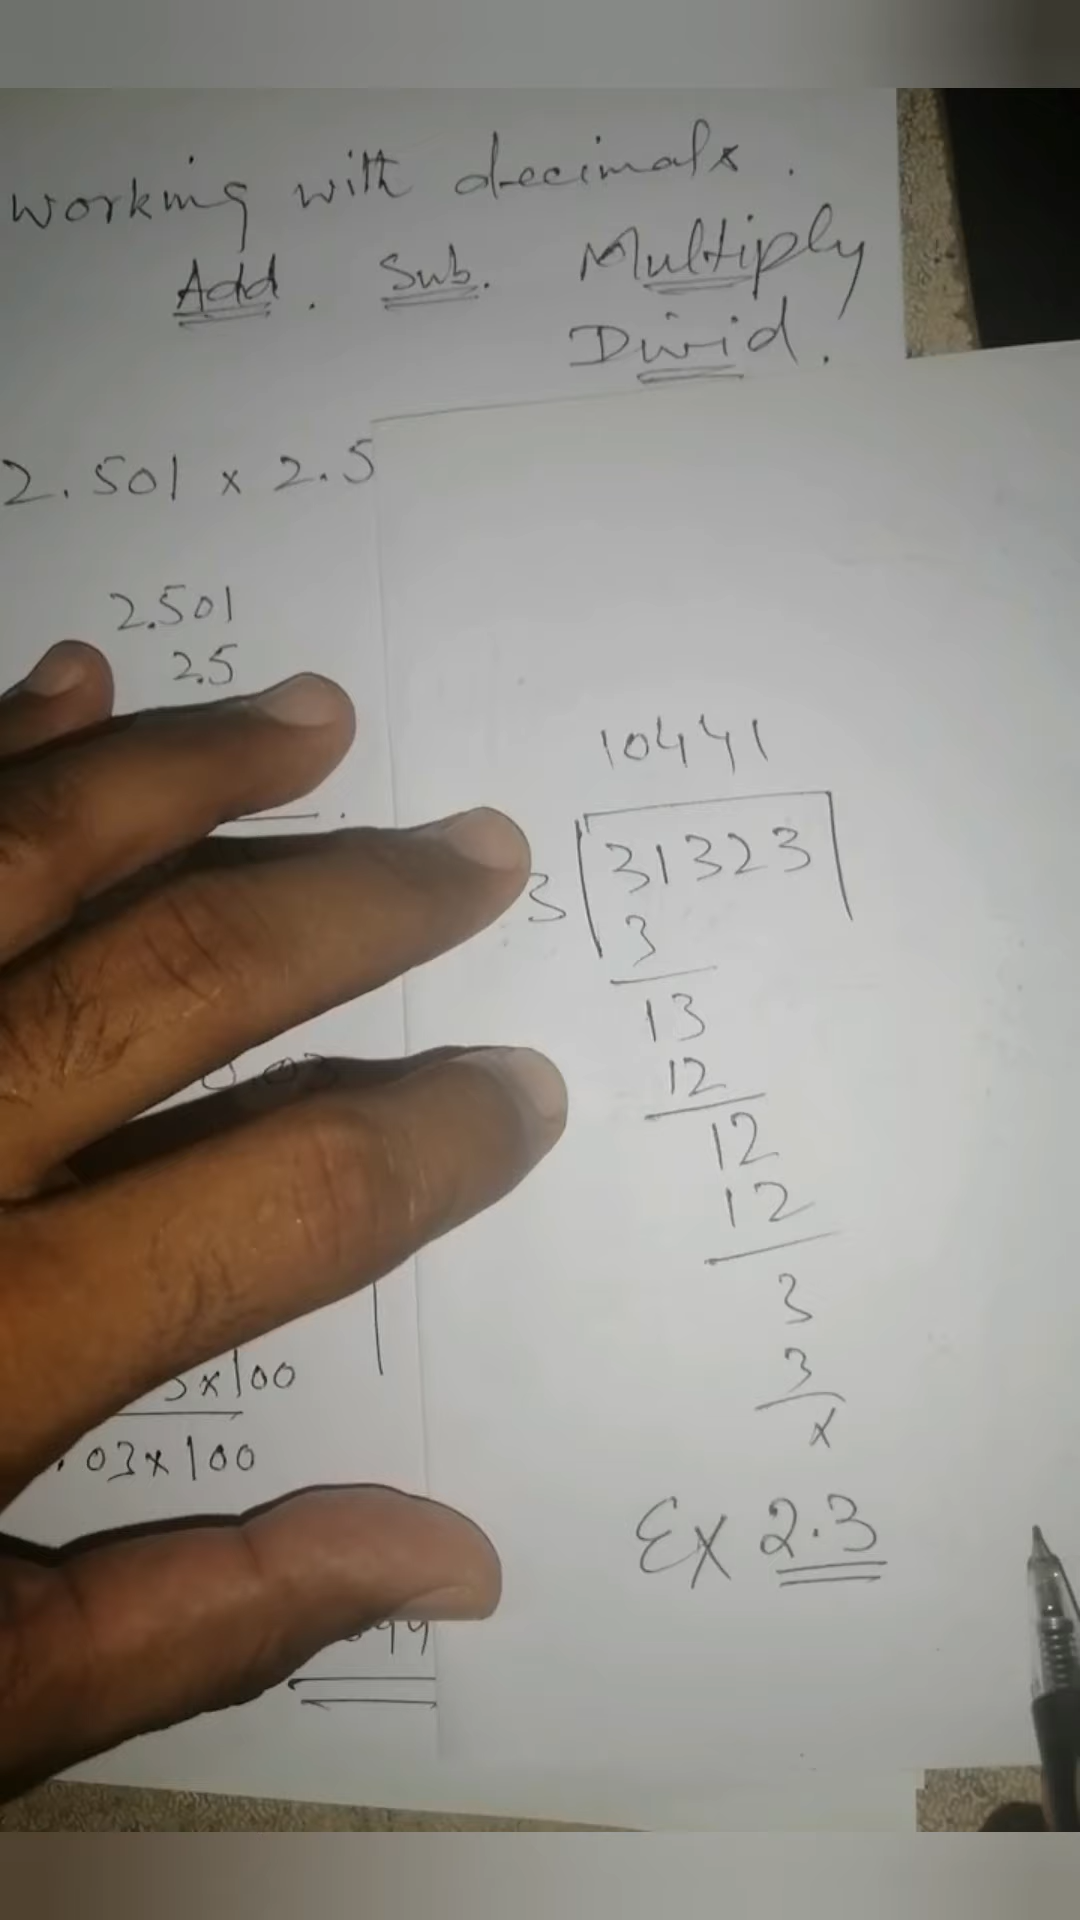 working with decimals.
Add. Sub. Multiply
Divid.
2.501 x 2.5
2.501
2.5
10441
3 31323
3
13
12
12
12
3
3
x
x100
.03x100
Ex 2.3